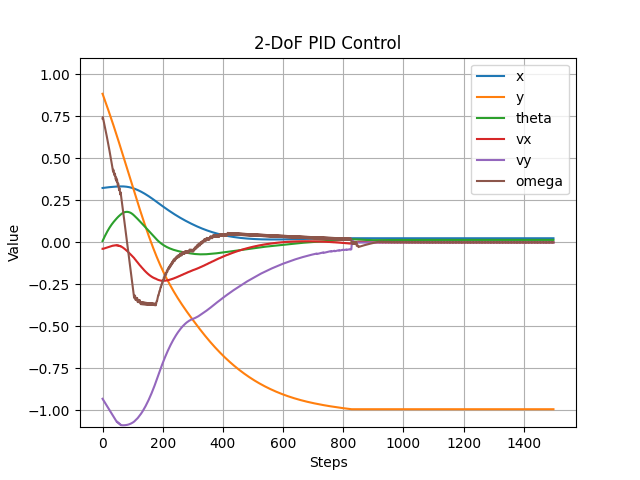 2-DoF PID Control
x
y
theta
vx
vy
omega
1.00
0.75
0.50
0.25
0.00
−0.25
−0.50
−0.75
−1.00
Value
0 200 400 600 800 1000 1200 1400
Steps